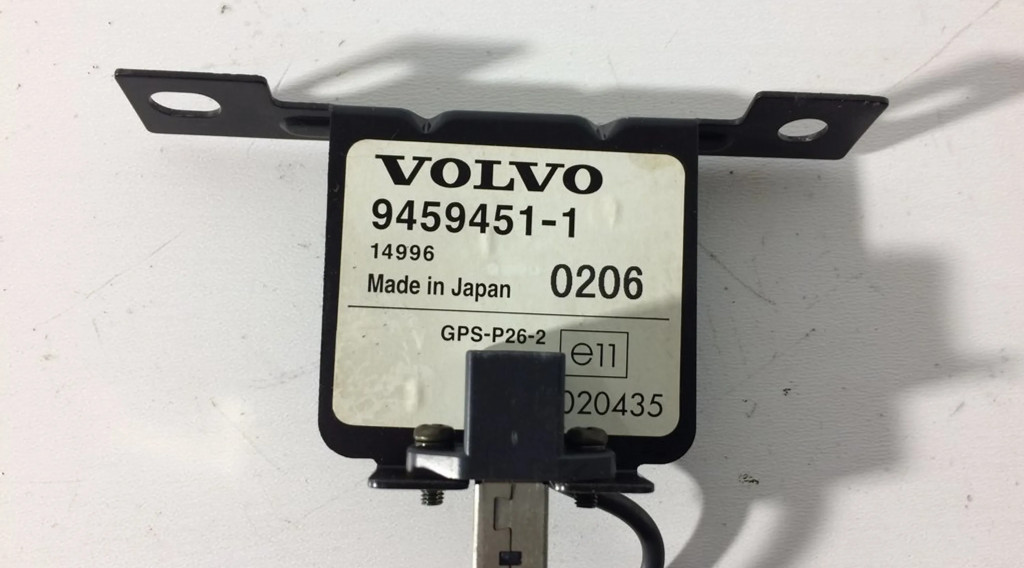 VOLVO
9459451-1
14996
Made in Japan 0206
GPS-P26-2
e11
020435